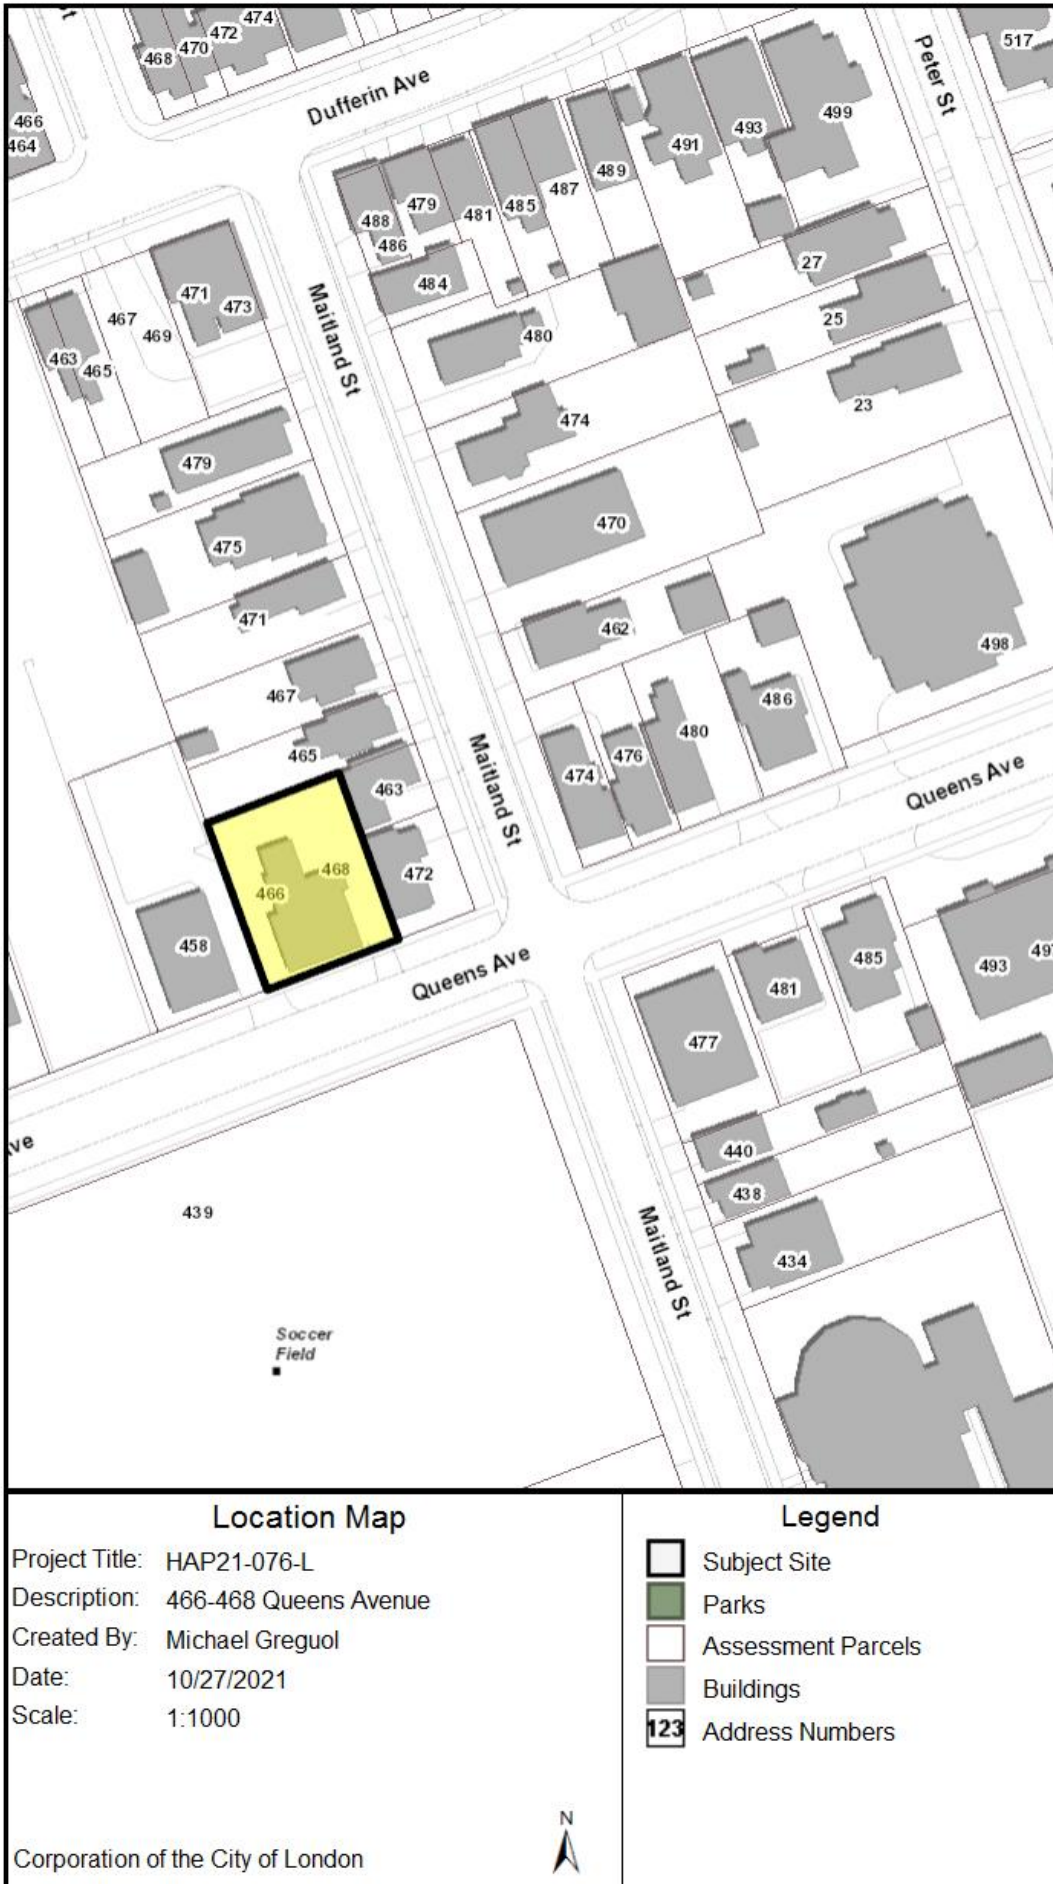 474
472
470
468
517
Peter St
Dufferin Ave
466
464
499
493
491
489
487
485
481
479
488
486
484
27
25
23
471
473
467
469
463
465
Maitland St
480
474
479
475
470
471
462
498
467
486
465
480
476
474
463
Maitland St
Queens Ave
468
466
472
458
Queens Ave
485
481
493
477
440
438
434
439
Maitland St
Soccer
Field
Location Map
Project Title: HAP21-076-L
Description: 466-468 Queens Avenue
Created By: Michael Greguol
Date: 10/27/2021
Scale: 1:1000
N
Corporation of the City of London
Legend
Subject Site
Parks
Assessment Parcels
Buildings
123 Address Numbers